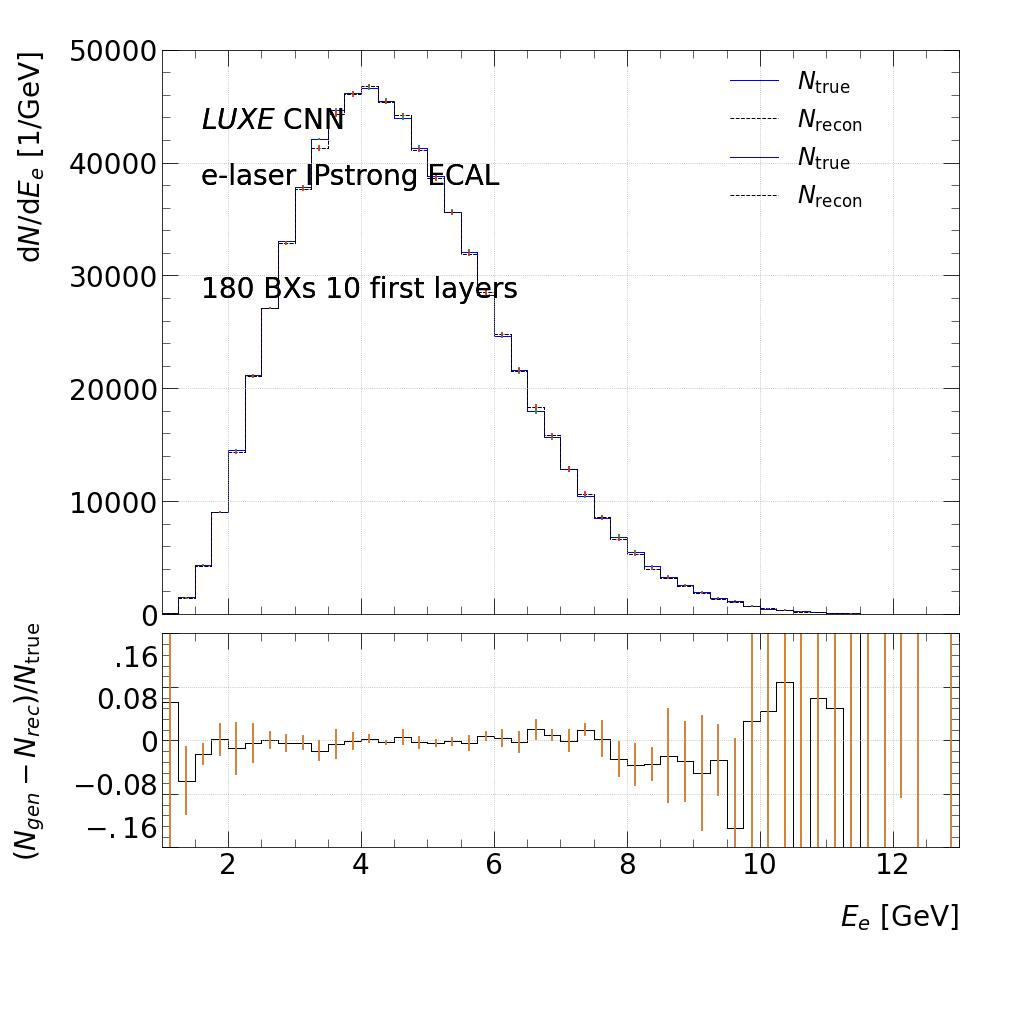 50000
40000
30000
20000
10000
0
dN/dE_e [1/GeV]
LUXE CNN
e-laser IPstrong ECAL
180 BXs 10 first layers
N_true
N_recon
N_true
N_recon
.16
0.08
0
−0.08
−.16
(N_gen − N_rec)/N_true
2 4 6 8 10 12
E_e [GeV]